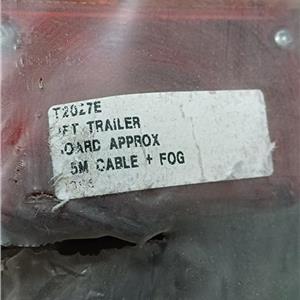 T2027E
FT TRAILER
OARD APPROX
5M CABLE + FOG